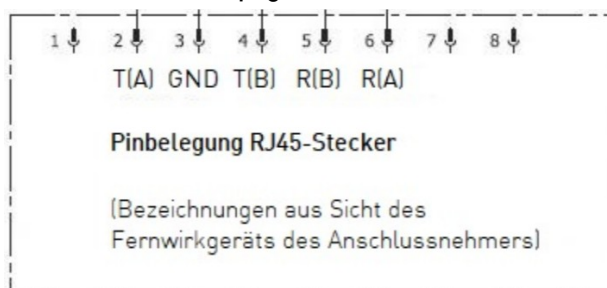 1 2 3 4 5 6 7 8
T(A) GND T(B) R(B) R(A)
Pinbelegung RJ45-Stecker
(Bezeichnungen aus Sicht des
Fernwirkgeräts des Anschlussnehmers)